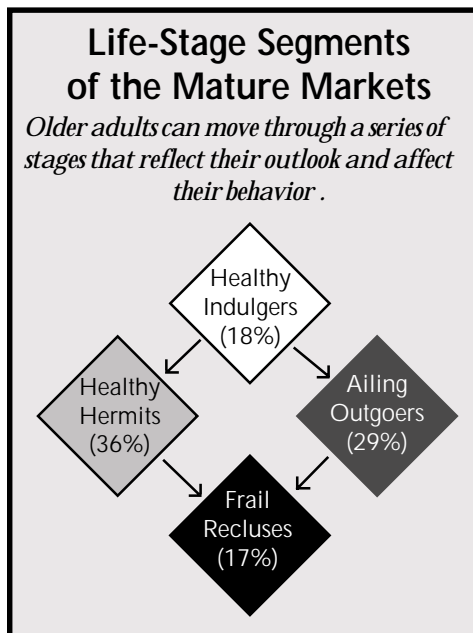 Life-Stage Segments
of the Mature Markets
Older adults can move through a series of
stages that reflect their outlook and affect
their behavior .
Healthy
Indulgers
(18%)
Healthy
Hermits
(36%)
Ailing
Outgoers
(29%)
Frail
Recluses
(17%)